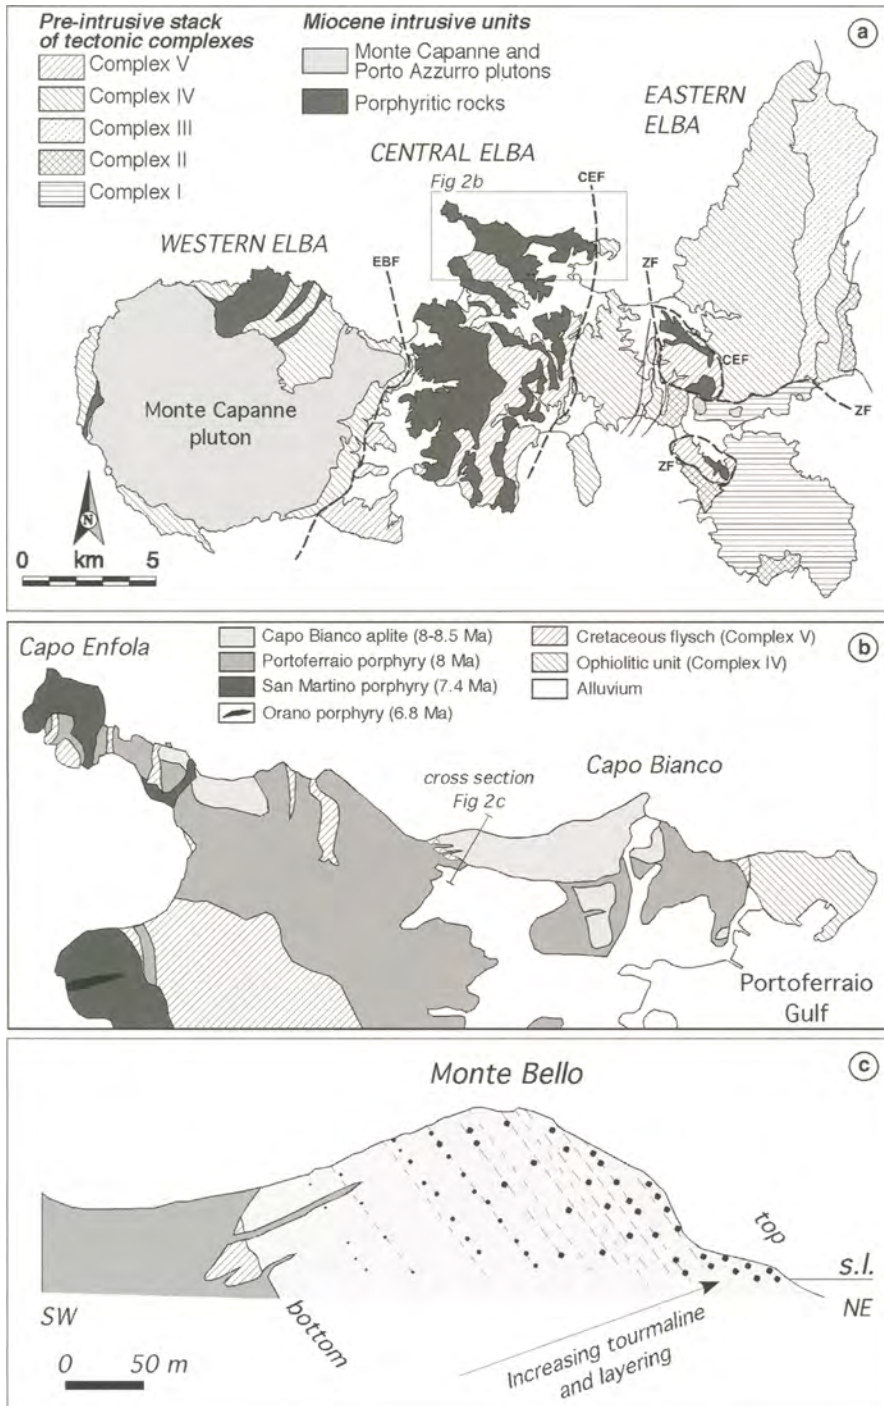 Pre-intrusive stack
of tectonic complexes
Complex V
Complex IV
Complex III
Complex II
Complex I
Miocene intrusive units
Monte Capanne and
Porto Azzurro plutons
Porphyritic rocks
a
EASTERN
ELBA
CENTRAL ELBA
Fig 2b
CEF
WESTERN ELBA
EBF
ZF
ZF
CEF
Monte Capanne
pluton
ZF
ZF
N
0 km 5
Capo Enfola
Capo Bianco aplite (8-8.5 Ma)
Portoferraio porphyry (8 Ma)
San Martino porphyry (7.4 Ma)
Orano porphyry (6.8 Ma)
Cretaceous flysch (Complex V)
Ophiolitic unit (Complex IV)
Alluvium
b
cross section
Fig 2c
Capo Bianco
Portoferraio
Gulf
Monte Bello
c
top
s.l.
SW
NE
bottom
0 50 m
Increasing tourmaline
and layering